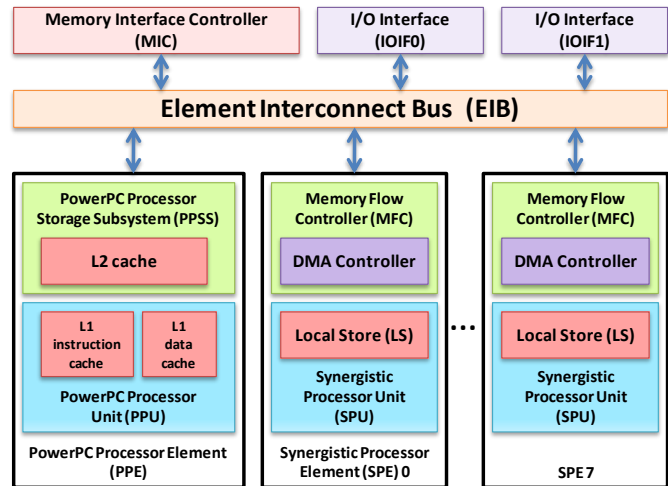 Memory Interface Controller
(MIC)
I/O Interface
(IOIF0)
I/O Interface
(IOIF1)
Element Interconnect Bus (EIB)
PowerPC Processor
Storage Subsystem (PPSS)
L2 cache
L1
instruction
cache
L1
data
cache
PowerPC Processor
Unit (PPU)
PowerPC Processor Element
(PPE)
Memory Flow
Controller (MFC)
DMA Controller
Local Store (LS)
Synergistic
Processor Unit
(SPU)
Synergistic Processor
Element (SPE) 0
...
Memory Flow
Controller (MFC)
DMA Controller
Local Store (LS)
Synergistic
Processor Unit
(SPU)
SPE 7